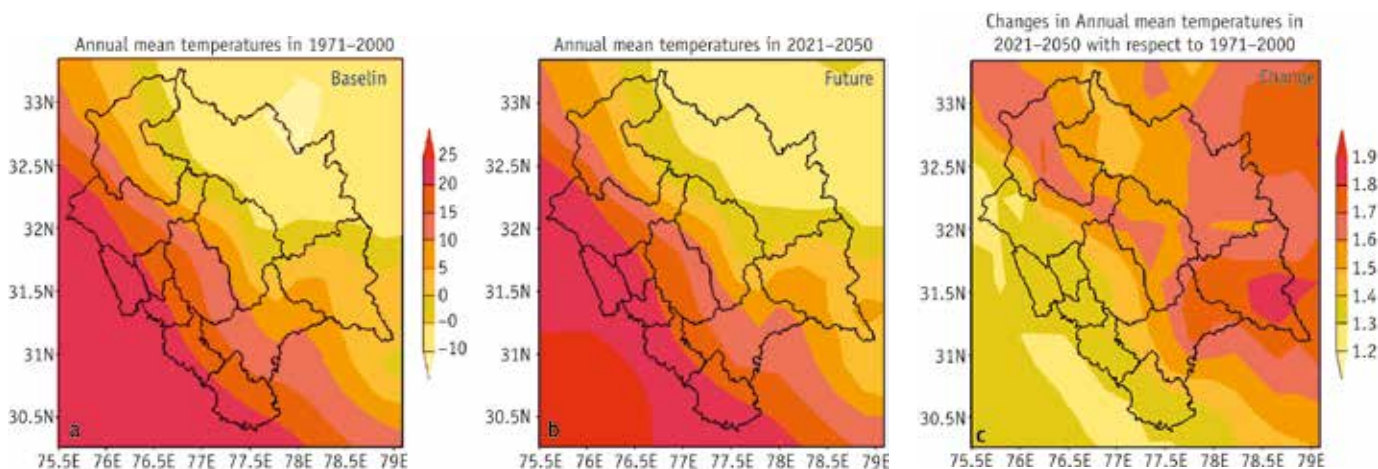 Annual mean temperatures in 1971–2000
Baselin
33N
32.5N
32N
31.5N
31N
30.5N
a
75.5E 76E 76.5E 77E 77.5E 78E 78.5E 79E
25
20
15
10
5
-0
-10
Annual mean temperatures in 2021–2050
Future
33N
32.5N
32N
31.5N
31N
30.5N
b
75.5E 76E 76.5E 77E 77.5E 78E 78.5E 79E
25
20
15
10
5
-0
-10
Changes in Annual mean temperatures in
2021–2050 with respect to 1971–2000
Change
33N
32.5N
32N
31.5N
31N
30.5N
c
75.5E 76E 76.5E 77E 77.5E 78E 78.5E 79E
1.9
1.8
1.7
1.6
1.5
1.4
1.3
1.2